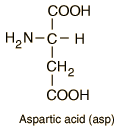 COOH
H₂N–C–H
CH₂
COOH
Aspartic acid (asp)